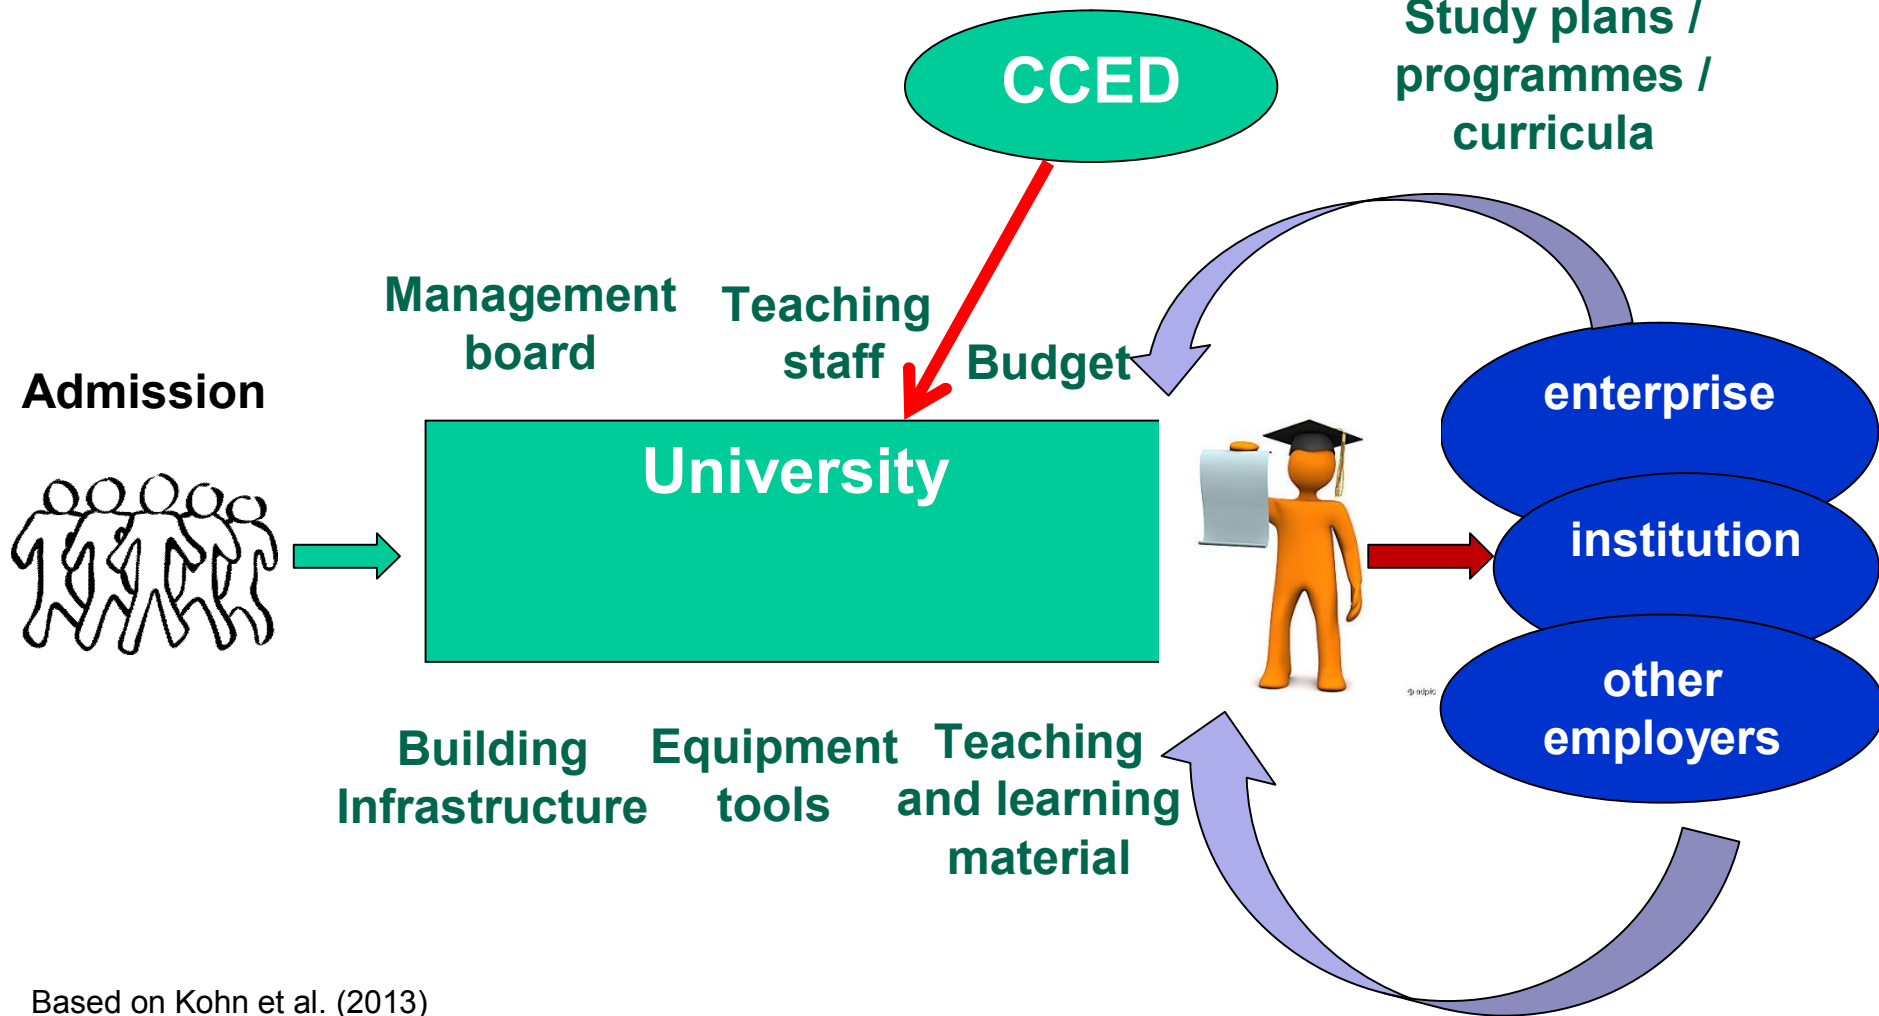 CCED
Study plans /
programmes /
curricula
Management
board
Teaching
staff
Budget
Admission
University
enterprise
institution
other
employers
Building
Infrastructure
Equipment
tools
Teaching
and learning
material
Based on Kohn et al. (2013)